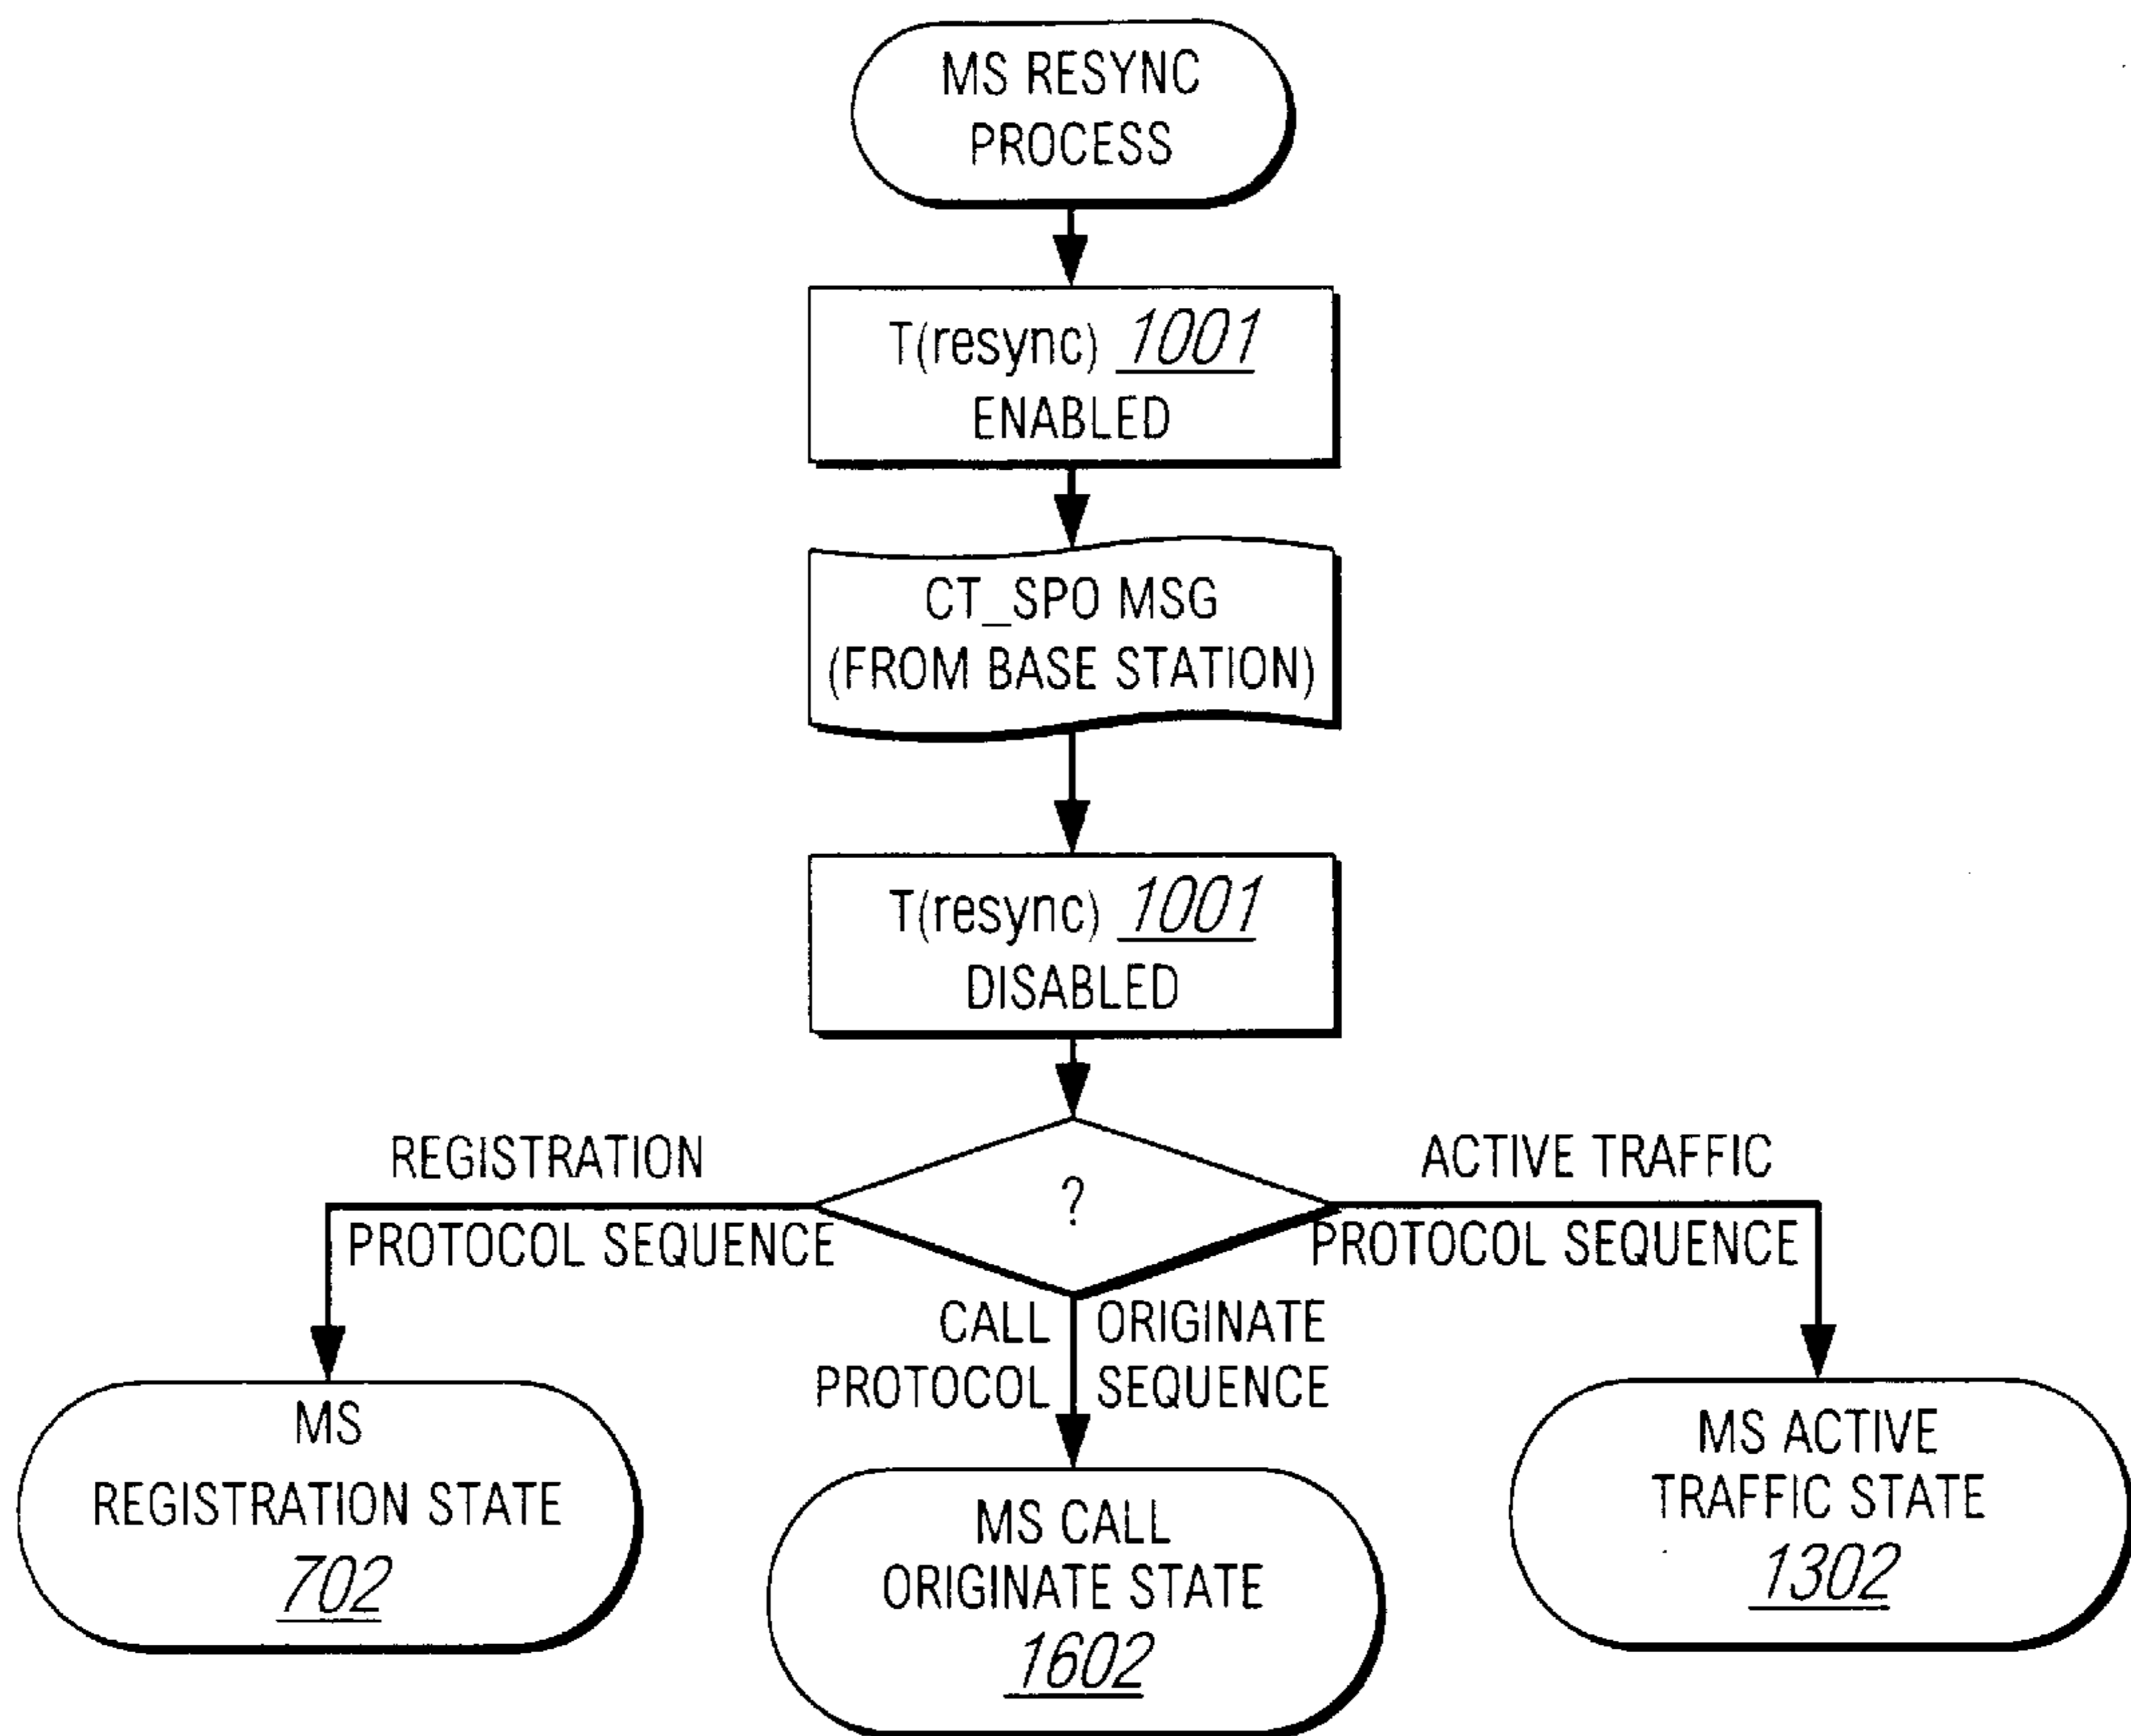 MS RESYNC
PROCESS
T(resync) 1001
ENABLED
CT_SPO MSG
(FROM BASE STATION)
T(resync) 1001
DISABLED
?
REGISTRATION
PROTOCOL SEQUENCE
ACTIVE TRAFFIC
PROTOCOL SEQUENCE
CALL ORIGINATE
PROTOCOL SEQUENCE
MS
REGISTRATION STATE
702
MS CALL
ORIGINATE STATE
1602
MS ACTIVE
TRAFFIC STATE
1302